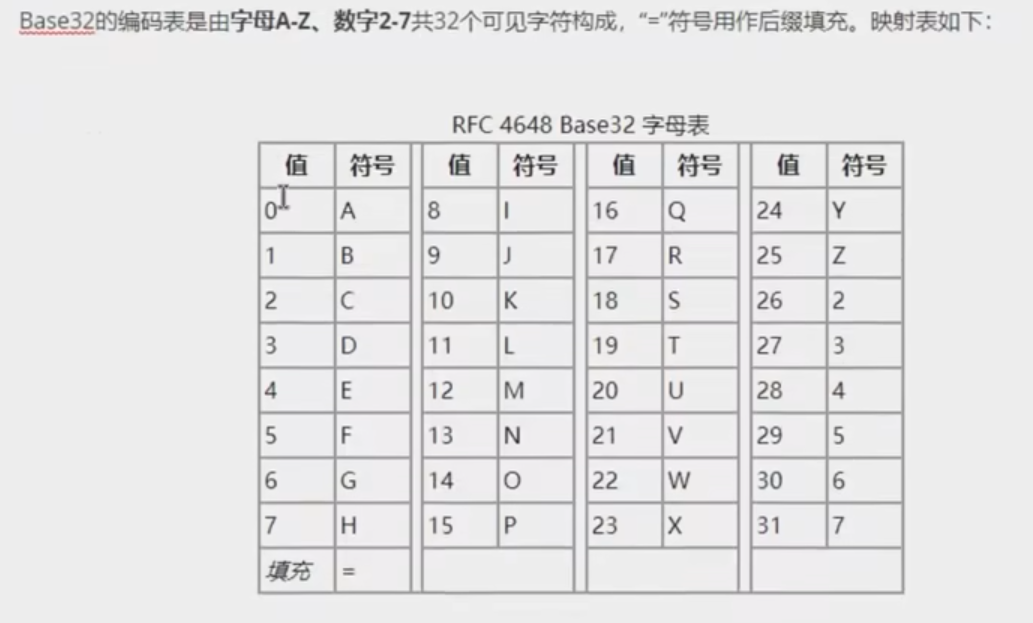 Base32的编码表是由字母A-Z、数字2-7共32个可见字符构成，“=”符号用作后缀填充。映射表如下：
RFC 4648 Base32 字母表
值 符号 值 符号 值 符号 值 符号
0 A 8 I 16 Q 24 Y
1 B 9 J 17 R 25 Z
2 C 10 K 18 S 26 2
3 D 11 L 19 T 27 3
4 E 12 M 20 U 28 4
5 F 13 N 21 V 29 5
6 G 14 O 22 W 30 6
7 H 15 P 23 X 31 7
填充 =